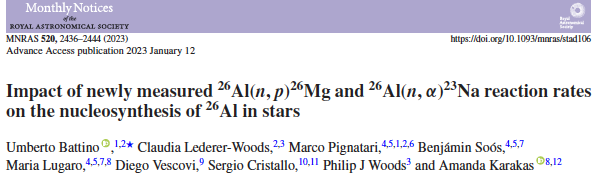 Monthly Notices
of the
ROYAL ASTRONOMICAL SOCIETY
Royal
Astronomical
Society
MNRAS 520, 2436–2444 (2023)
https://doi.org/10.1093/mnras/stad106
Advance Access publication 2023 January 12
Impact of newly measured ²⁶Al(n, p)²⁶Mg and ²⁶Al(n, α)²³Na reaction rates
on the nucleosynthesis of ²⁶Al in stars
Umberto Battino,¹,²★ Claudia Lederer-Woods,²,³ Marco Pignatari,⁴,⁵,¹,²,⁶ Benjámin Soós,⁴,⁵,⁷
Maria Lugaro,⁴,⁵,⁷,⁸ Diego Vescovi,⁹ Sergio Cristallo,¹⁰,¹¹ Philip J Woods³ and Amanda Karakas⁸,¹²